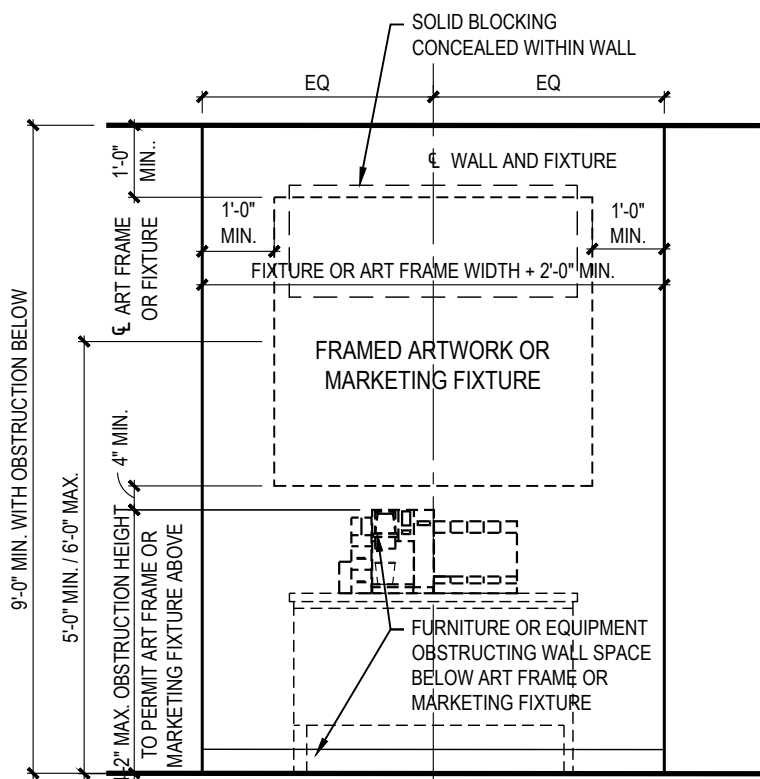 SOLID BLOCKING
CONCEALED WITHIN WALL
EQ
EQ
℄ WALL AND FIXTURE
1'-0"
MIN..
1'-0"
MIN.
1'-0"
MIN.
FIXTURE OR ART FRAME WIDTH + 2'-0" MIN.
℄ ART FRAME
OR FIXTURE
FRAMED ARTWORK OR
MARKETING FIXTURE
9'-0" MIN. WITH OBSTRUCTION BELOW
5'-0" MIN. / 6'-0" MAX.
4" MIN.
MAX. OBSTRUCTION HEIGHT
TO PERMIT ART FRAME OR
MARKETING FIXTURE ABOVE
FURNITURE OR EQUIPMENT
OBSTRUCTING WALL SPACE
BELOW ART FRAME OR
MARKETING FIXTURE